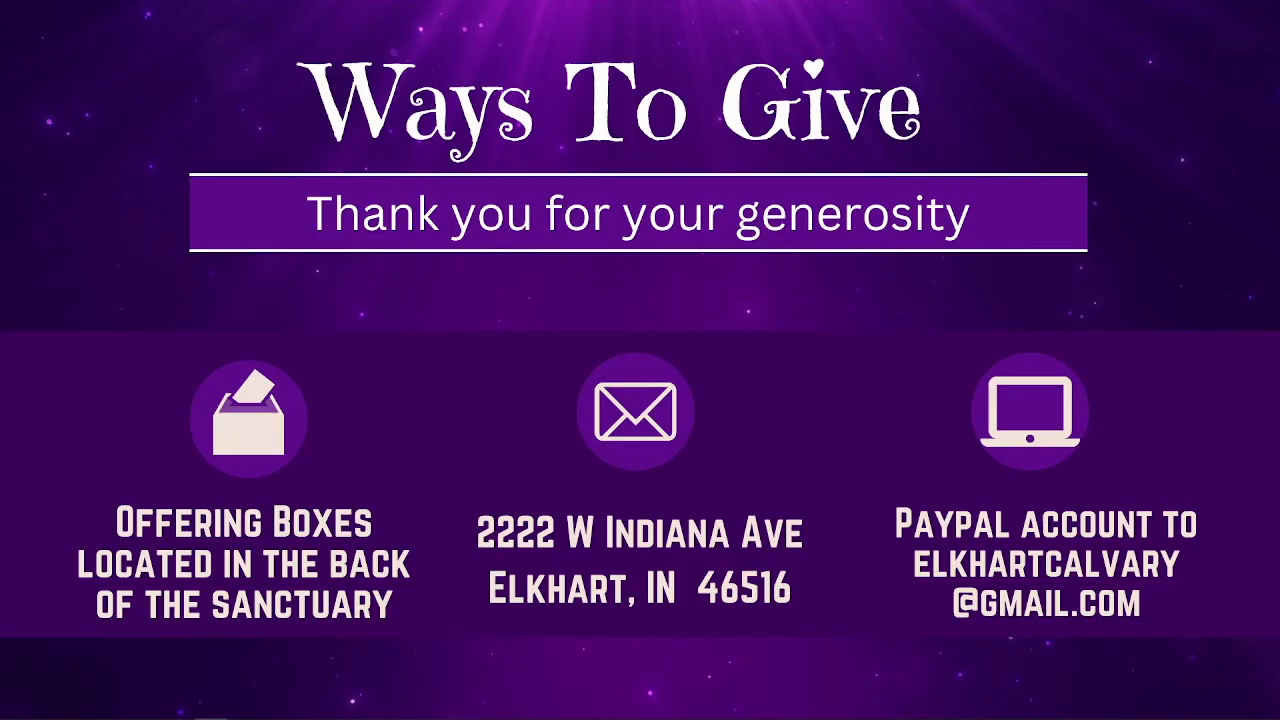 Ways To Give
Thank you for your generosity
Offering Boxes
located in the back
of the sanctuary
2222 W Indiana Ave
Elkhart, IN 46516
Paypal account to
elkhartcalvary
@gmail.com